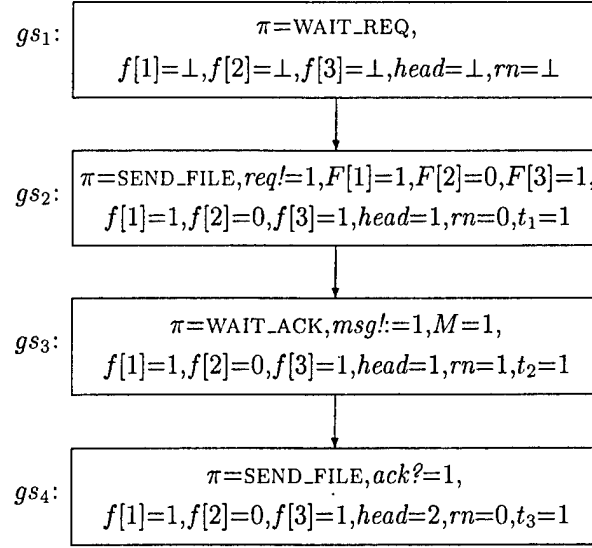 gs₁:
π=WAIT_REQ,
f[1]=⊥,f[2]=⊥,f[3]=⊥,head=⊥,rn=⊥
gs₂:
π=SEND_FILE,req!=1,F[1]=1,F[2]=0,F[3]=1,
f[1]=1,f[2]=0,f[3]=1,head=1,rn=0,t₁=1
gs₃:
π=WAIT_ACK,msg!:=1,M=1,
f[1]=1,f[2]=0,f[3]=1,head=1,rn=1,t₂=1
gs₄:
π=SEND_FILE,ack?=1,
f[1]=1,f[2]=0,f[3]=1,head=2,rn=0,t₃=1